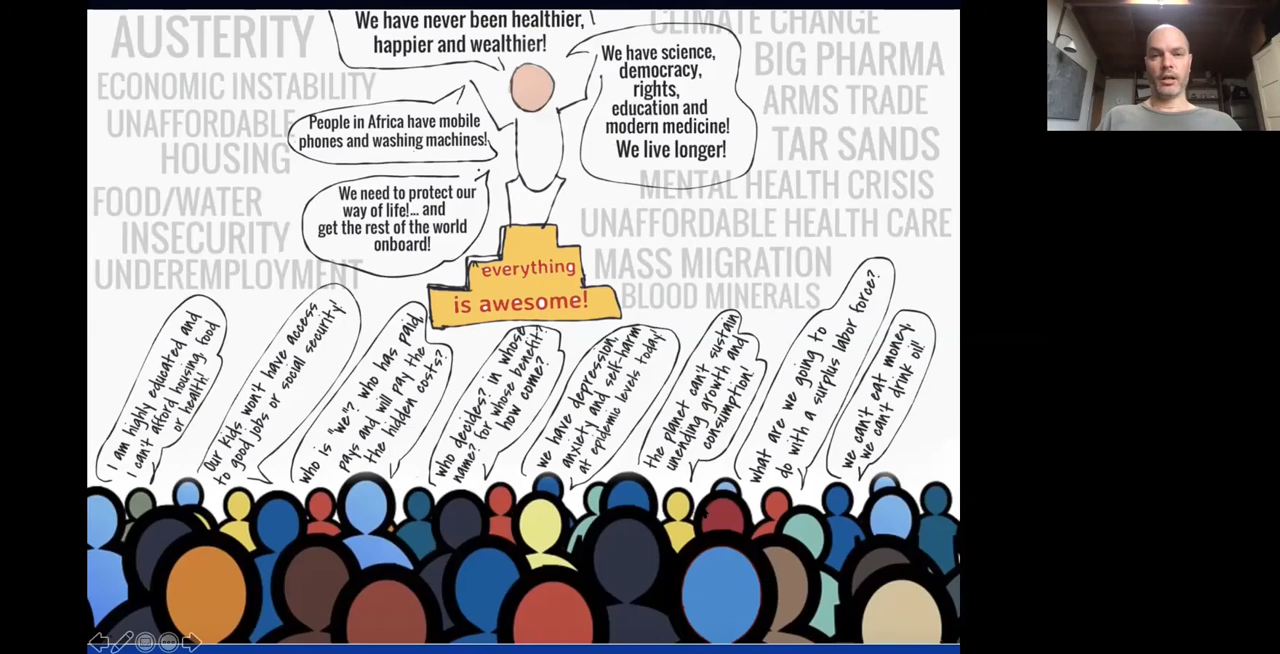 AUSTERITY
ECONOMIC INSTABILITY
UNAFFORDABLE
HOUSING
FOOD/WATER
INSECURITY
UNDEREMPLOYMENT
We have never been healthier,
happier and wealthier!
People in Africa have mobile
phones and washing machines!
We need to protect our
way of life!... and
get the rest of the world
onboard!
We have science,
democracy,
rights,
education and
modern medicine!
We live longer!
CLIMATE CHANGE
BIG PHARMA
ARMS TRADE
TAR SANDS
MENTAL HEALTH CRISIS
UNAFFORDABLE HEALTH CARE
MASS MIGRATION
BLOOD MINERALS
everything
is awesome!
I am highly educated and
I can't afford housing food
or health!
Our kids won't have access
to good jobs or social security!
who is "we"? who has paid
pays and will pay the
the hidden costs?
who decides? in whose
name? for whose benefit?
how come?
we have depression,
anxiety and self-harm
at epidemic levels today!
the planet can't sustain
unending growth and
consumption!
what are we going to
do with a surplus labor force?
we can't eat money,
we can't drink oil!